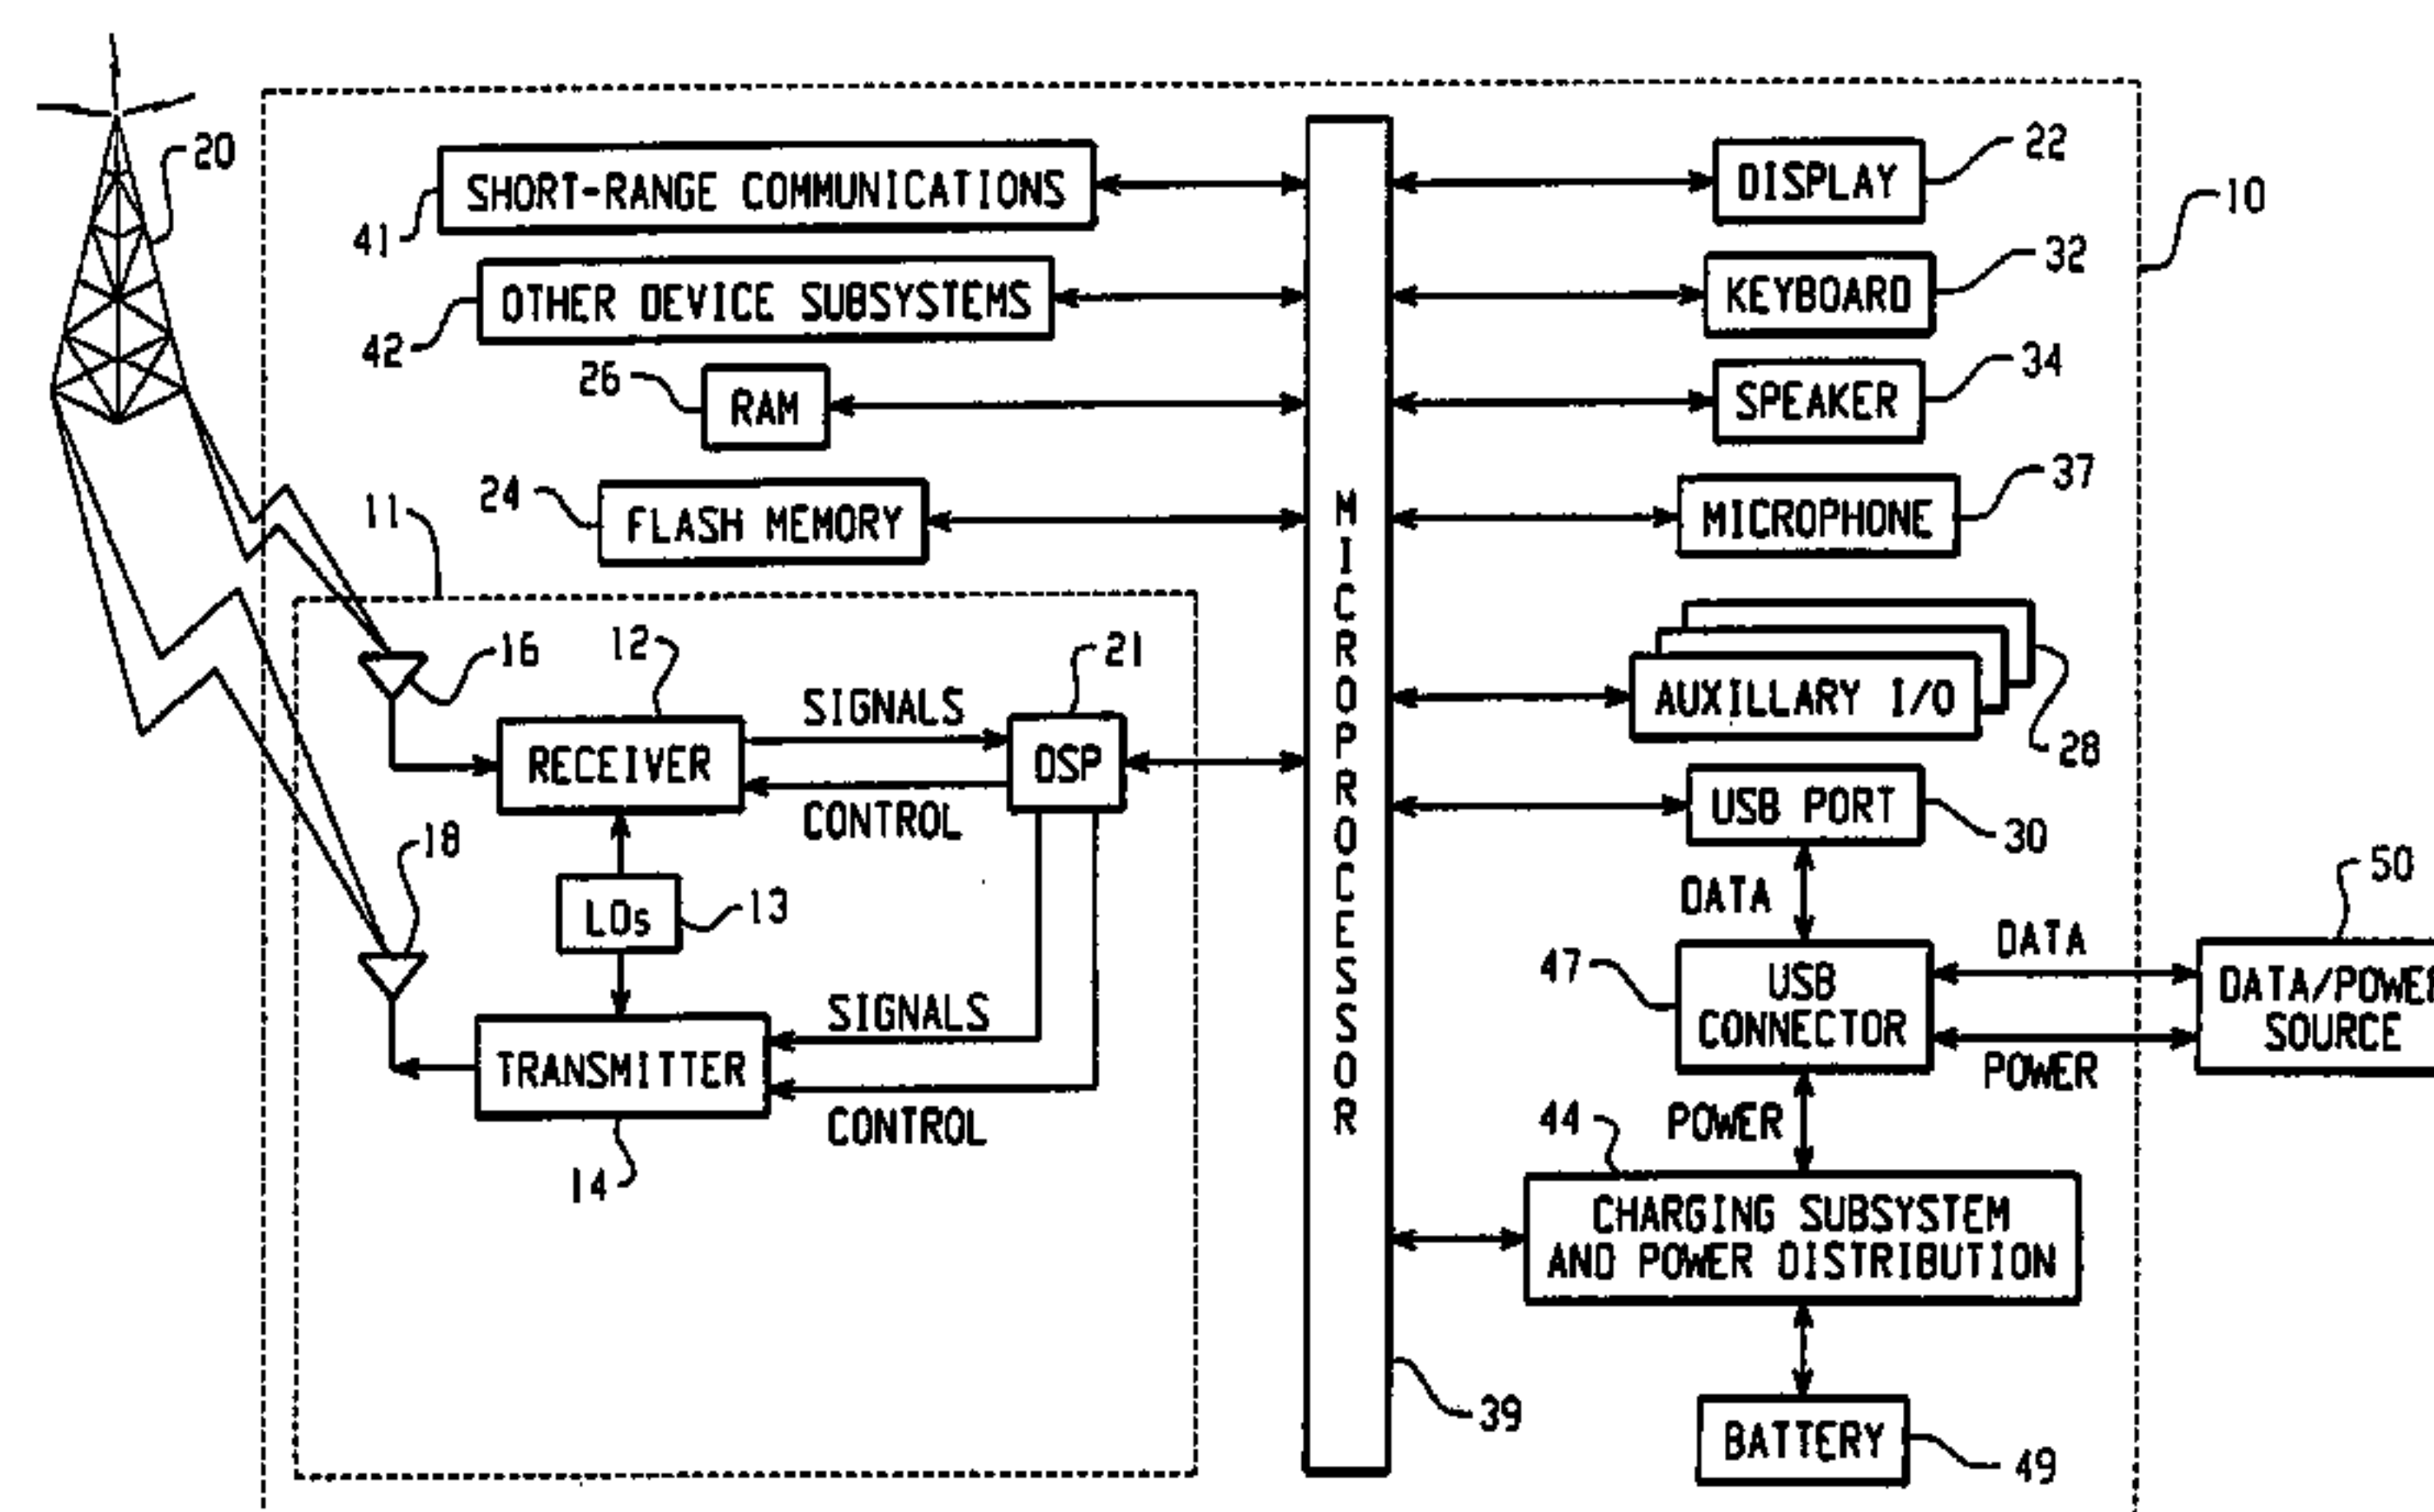 20
SHORT-RANGE COMMUNICATIONS
41
DISPLAY
22
10
OTHER DEVICE SUBSYSTEMS
42
KEYBOARD
32
26
RAM
SPEAKER
34
24
FLASH MEMORY
MICROPHONE
37
11
MICROPROCESSOR
39
16
12
RECEIVER
SIGNALS
CONTROL
21
DSP
AUXILLARY I/O
28
USB PORT
30
18
LOs
13
DATA
47
USB
CONNECTOR
DATA
POWER
50
DATA/POWER
SOURCE
SIGNALS
TRANSMITTER
CONTROL
14
44
POWER
CHARGING SUBSYSTEM
AND POWER DISTRIBUTION
BATTERY
49